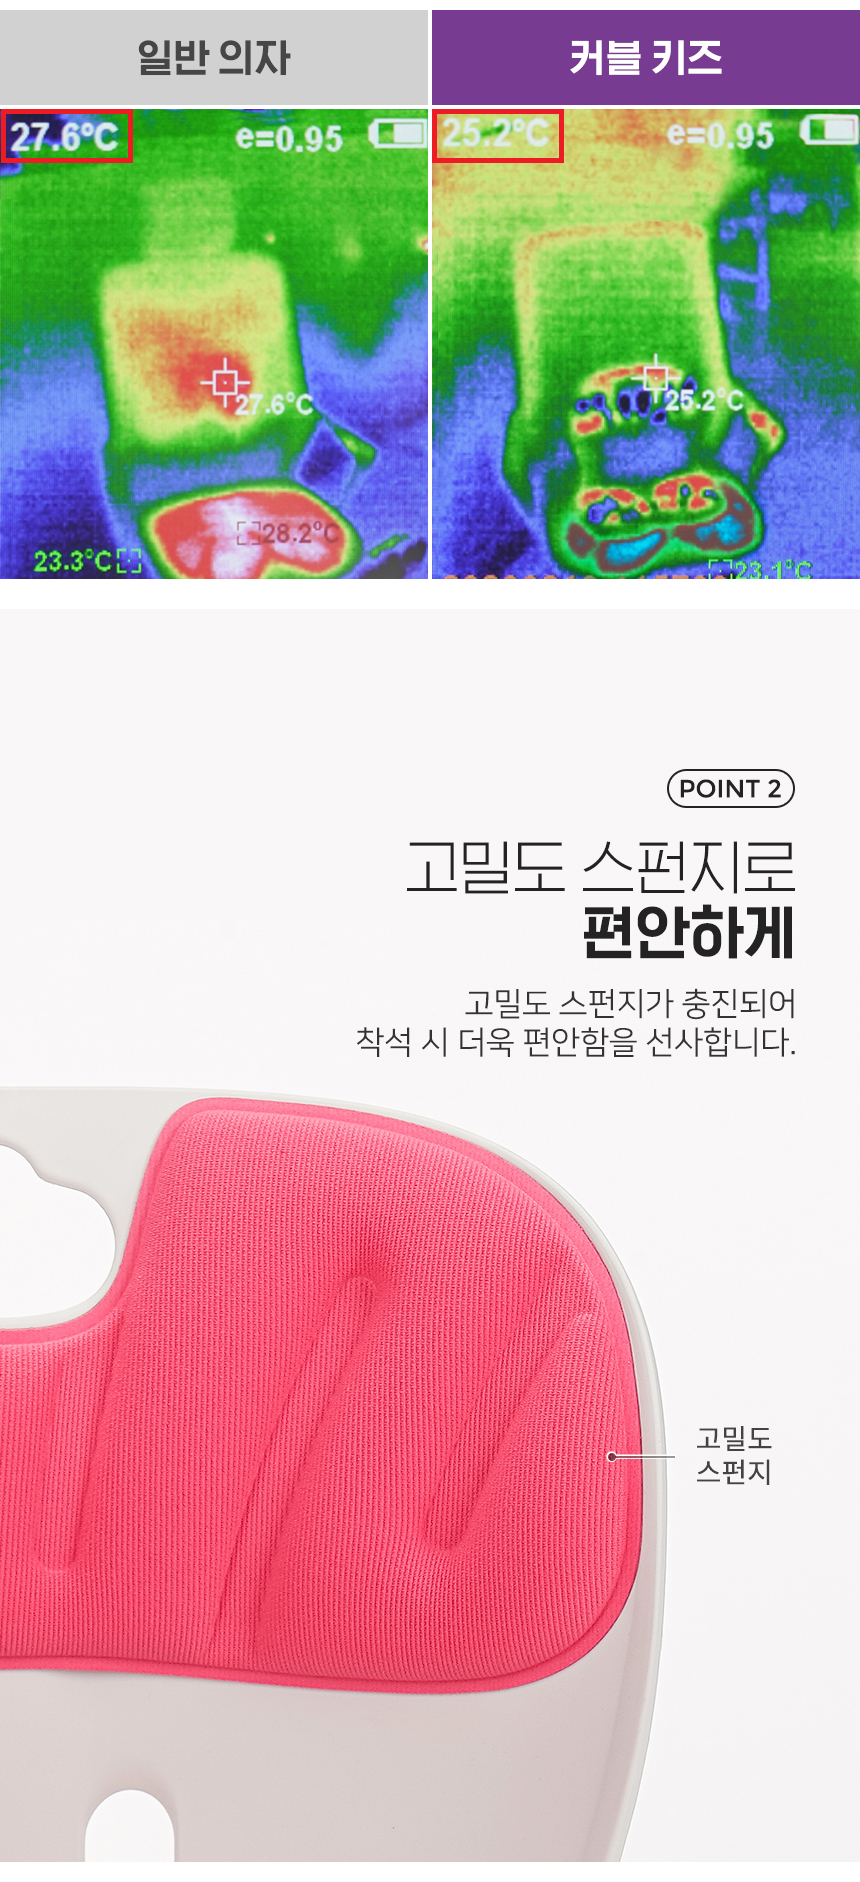 일반 의자
커블 키즈
27.6°C
e=0.95
25.2°C
e=0.95
27.6°C
25.2°C
28.2°C
23.3°C
23.1°C
POINT 2
고밀도 스펀지로
편안하게
고밀도 스펀지가 충진되어
착석 시 더욱 편안함을 선사합니다.
고밀도
스펀지